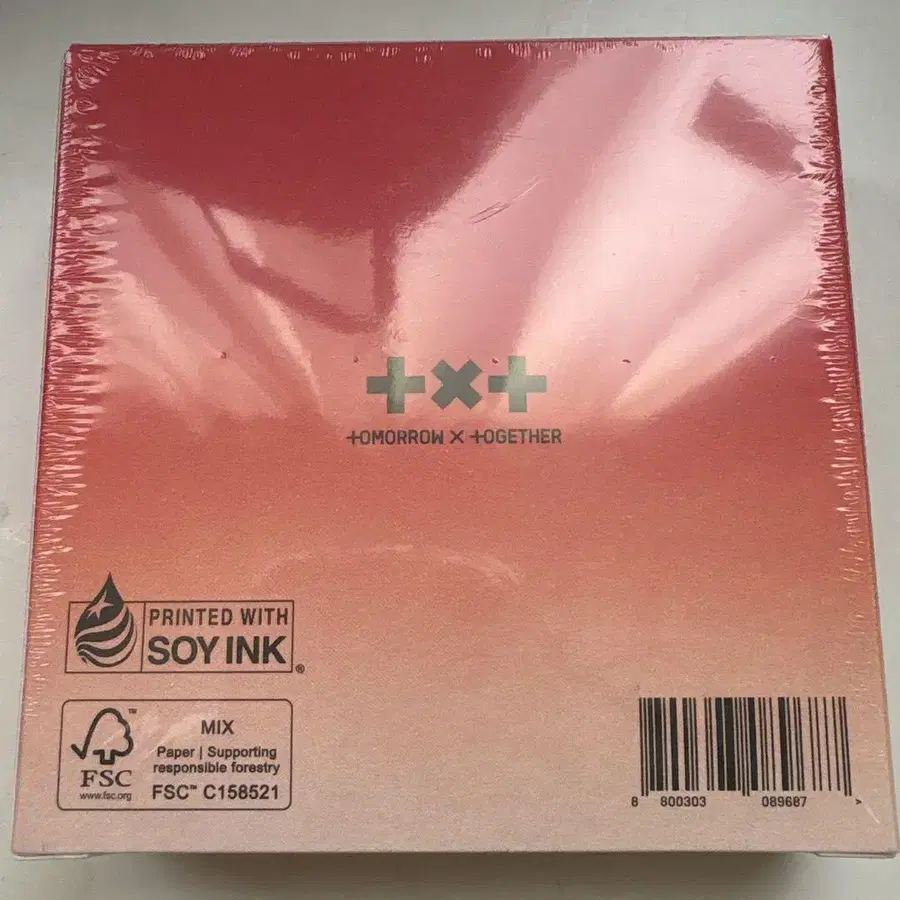 +×+
+OMORROW × +OGETHER
PRINTED WITH
SOY INK ®
FSC™
www.fsc.org
MIX
Paper | Supporting
responsible forestry
FSC™ C158521
8 800303 089687 >